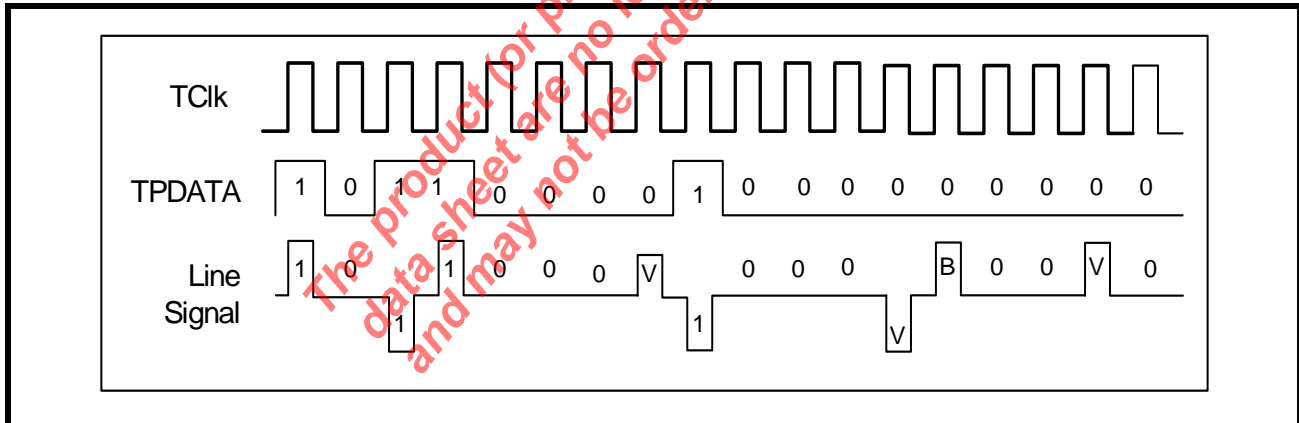 TClk
TPDATA 1 0 1 1 0 0 0 0 1 0 0 0 0 0 0 0 0 0
Line Signal 1 0 1 1 0 0 0 V 1 0 0 0 V B 0 0 V 0
The product (or p
data sheet are no lo
and may not be orde